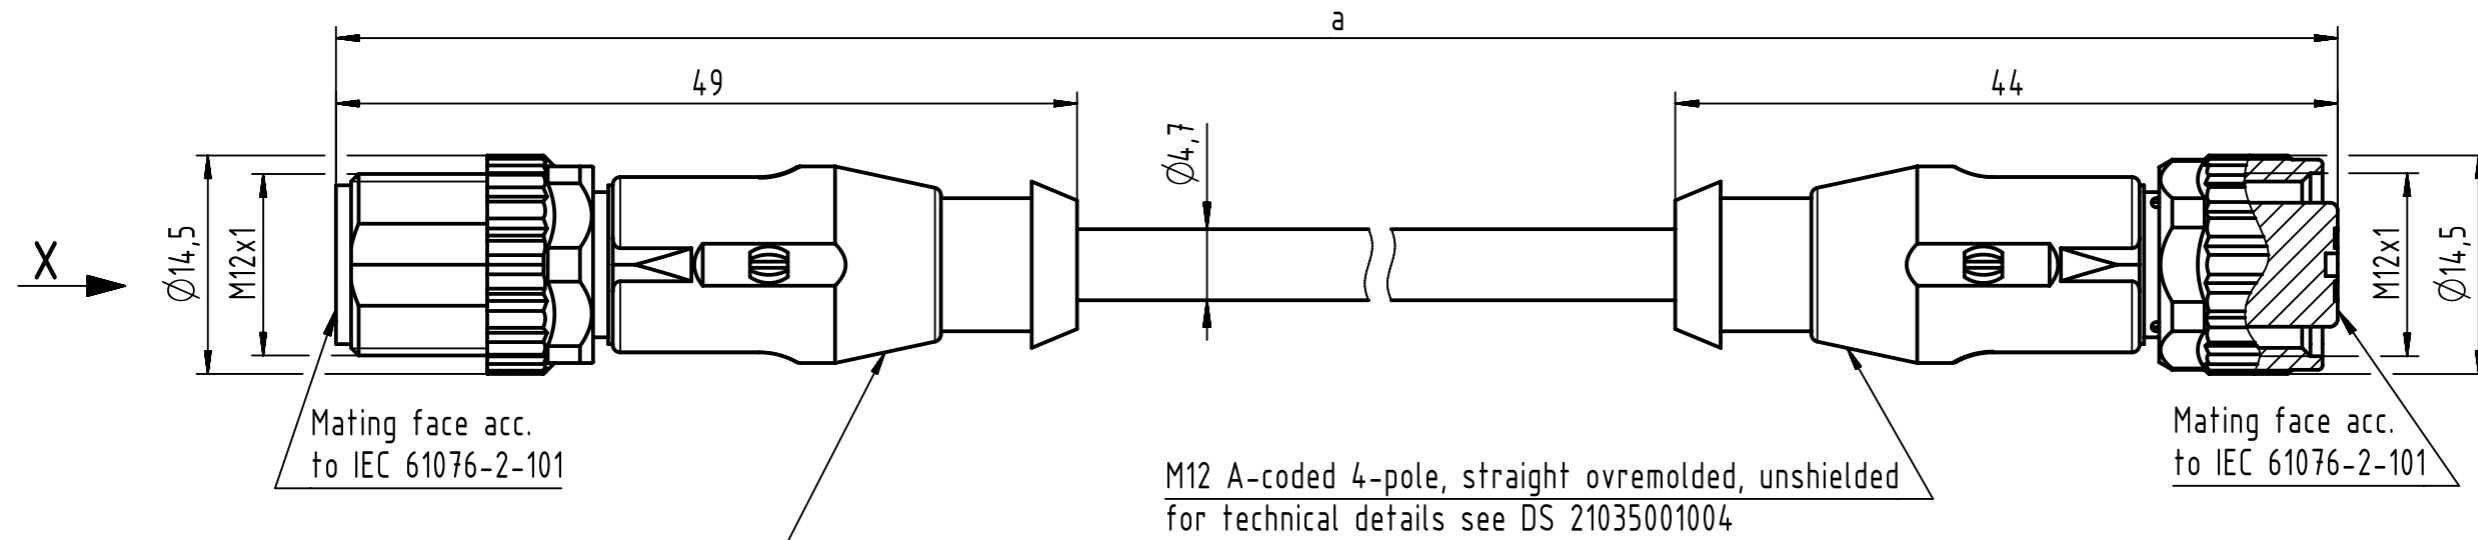 a
49
44
Ø4,7
X
Ø14,5
M12x1
M12x1
Ø14,5
Mating face acc.
to IEC 61076-2-101
Mating face acc.
to IEC 61076-2-101
M12 A-coded 4-pole, straight ovremolded, unshielded
for technical details see DS 21035001004